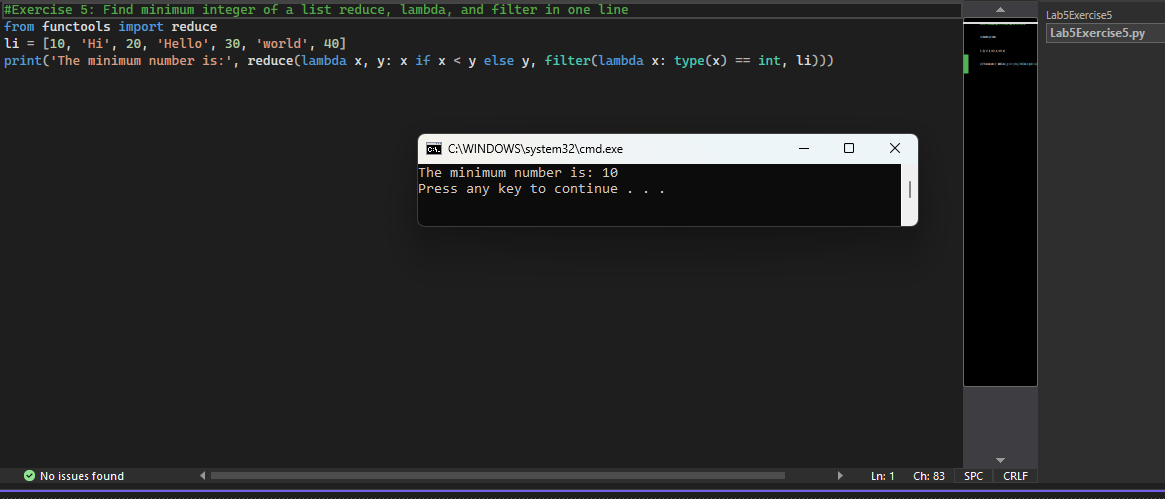 #Exercise 5: Find minimum integer of a list reduce, lambda, and filter in one line
from functools import reduce
li = [10, 'Hi', 20, 'Hello', 30, 'world', 40]
print('The minimum number is:', reduce(lambda x, y: x if x < y else y, filter(lambda x: type(x) == int, li)))
Lab5Exercise5
Lab5Exercise5.py
C:\WINDOWS\system32\cmd.exe
The minimum number is: 10
Press any key to continue . . .
No issues found
Ln: 1 Ch: 83 SPC CRLF